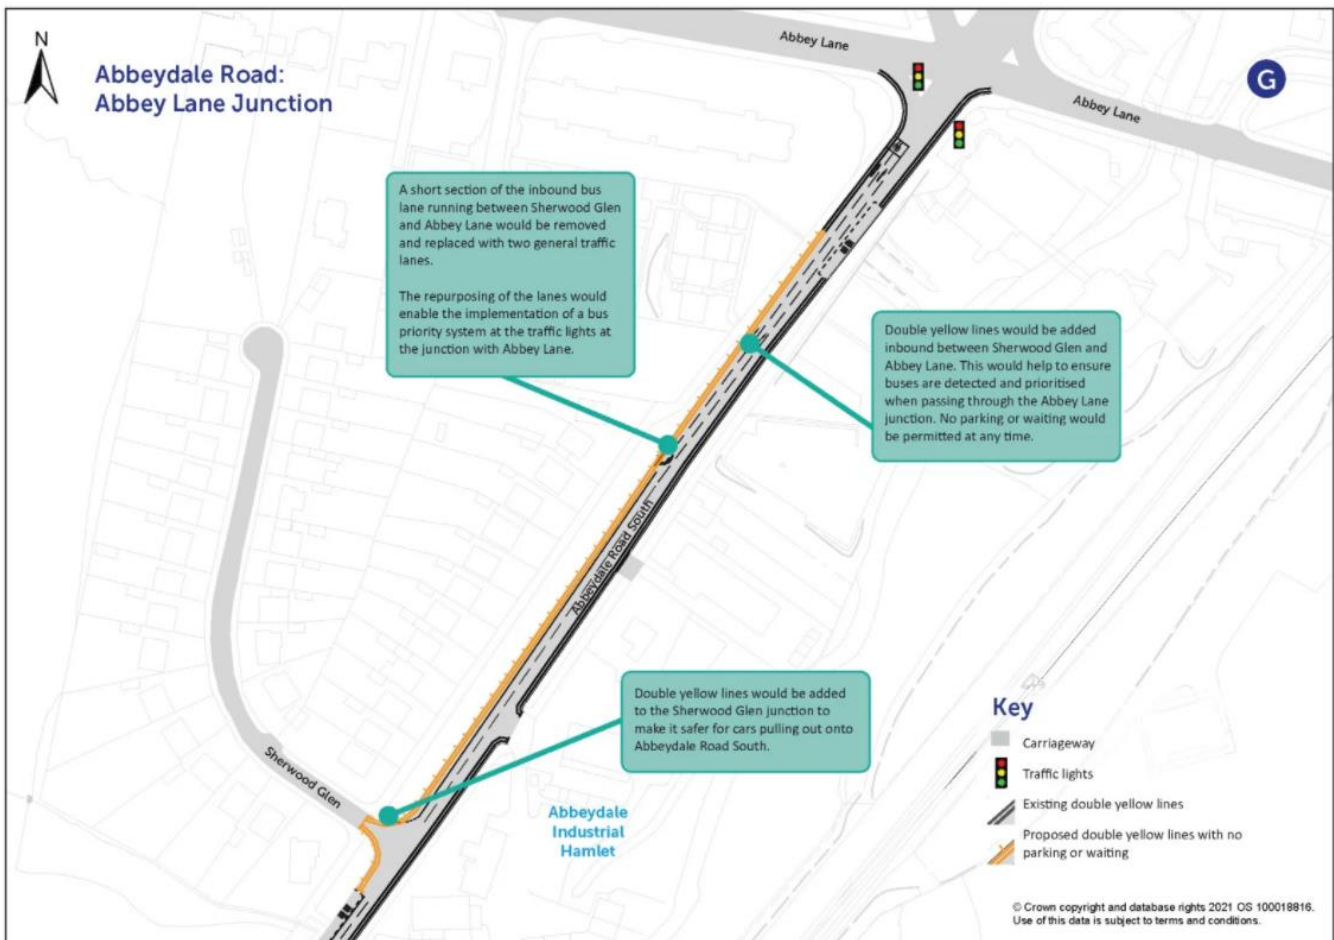 N
Abbeydale Road:
Abbey Lane Junction
Abbey Lane
G
Abbey Lane
A short section of the inbound bus
lane running between Sherwood Glen
and Abbey Lane would be removed
and replaced with two general traffic
lanes.
The repurposing of the lanes would
enable the implementation of a bus
priority system at the traffic lights at
the junction with Abbey Lane.
Double yellow lines would be added
inbound between Sherwood Glen and
Abbey Lane. This would help to ensure
buses are detected and prioritised
when passing through the Abbey Lane
junction. No parking or waiting would
be permitted at any time.
Abbeydale Road South
Double yellow lines would be added
to the Sherwood Glen junction to
make it safer for cars pulling out onto
Abbeydale Road South.
Sherwood Glen
Abbeydale
Industrial
Hamlet
Key
Carriageway
Traffic lights
Existing double yellow lines
Proposed double yellow lines with no
parking or waiting
© Crown copyright and database rights 2021 OS 100018816.
Use of this data is subject to terms and conditions.